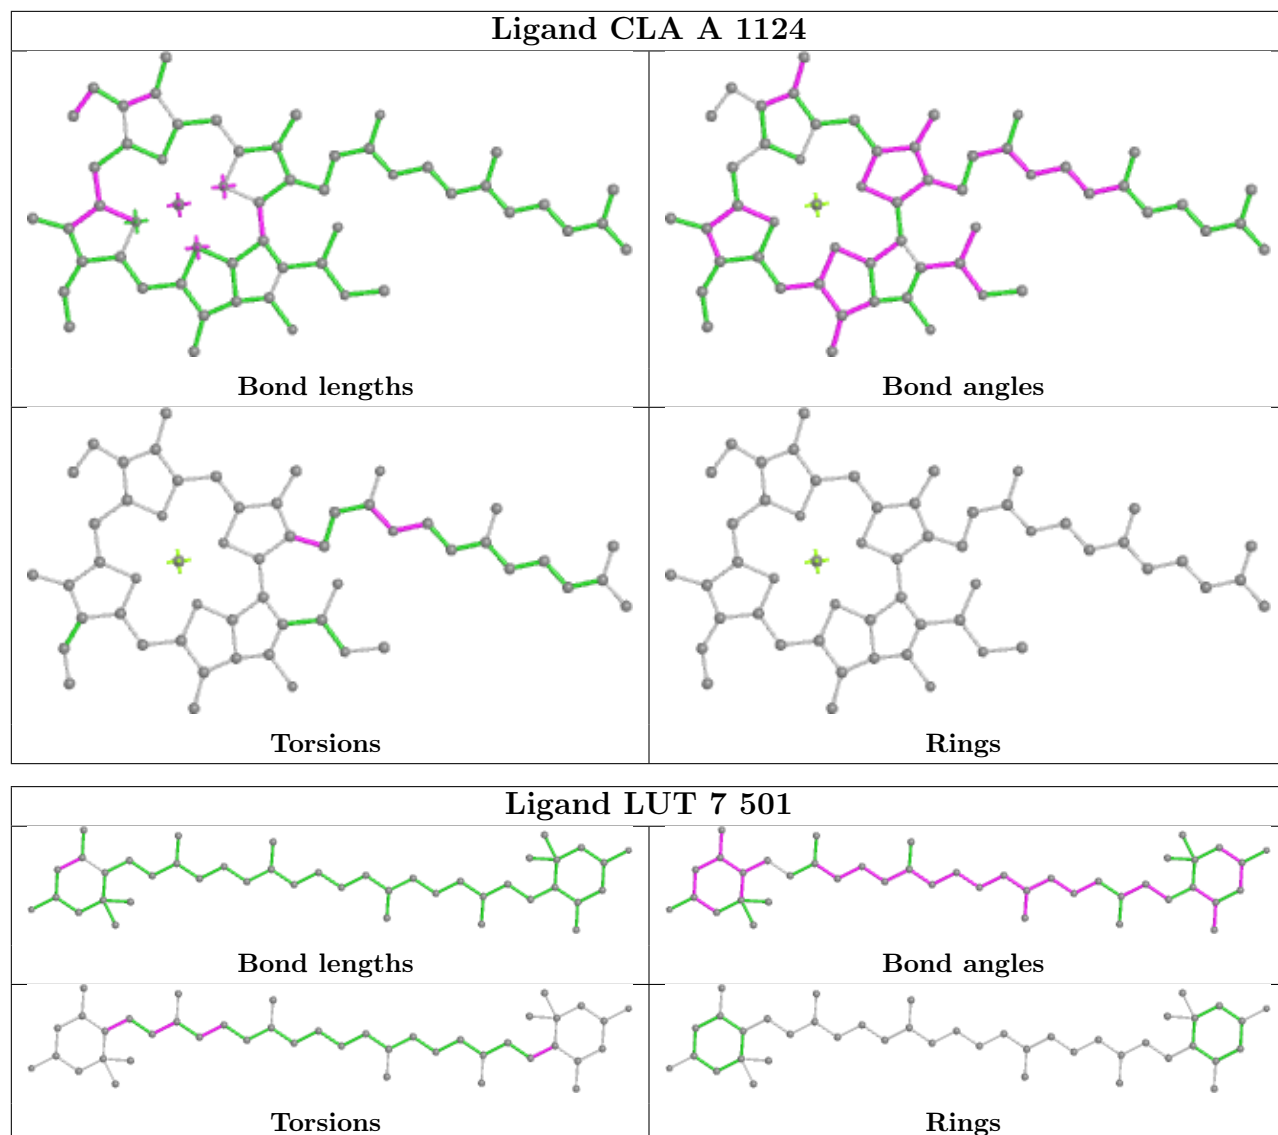 Ligand CLA A 1124
Bond lengths
Bond angles
Torsions
Rings
Ligand LUT 7 501
Bond lengths
Bond angles
Torsions
Rings